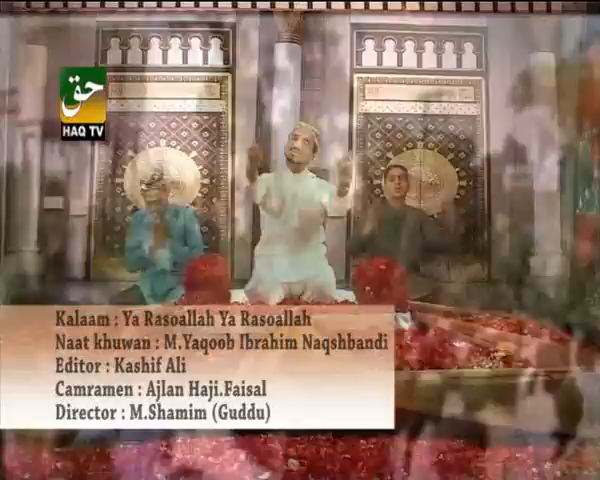 حق
HAQ TV
Kalaam : Ya Rasoallah Ya Rasoallah
Naat khuwan : M.Yaqoob Ibrahim Naqshbandi
Editor : Kashif Ali
Camramen : Ajlan Haji.Faisal
Director : M.Shamim (Guddu)